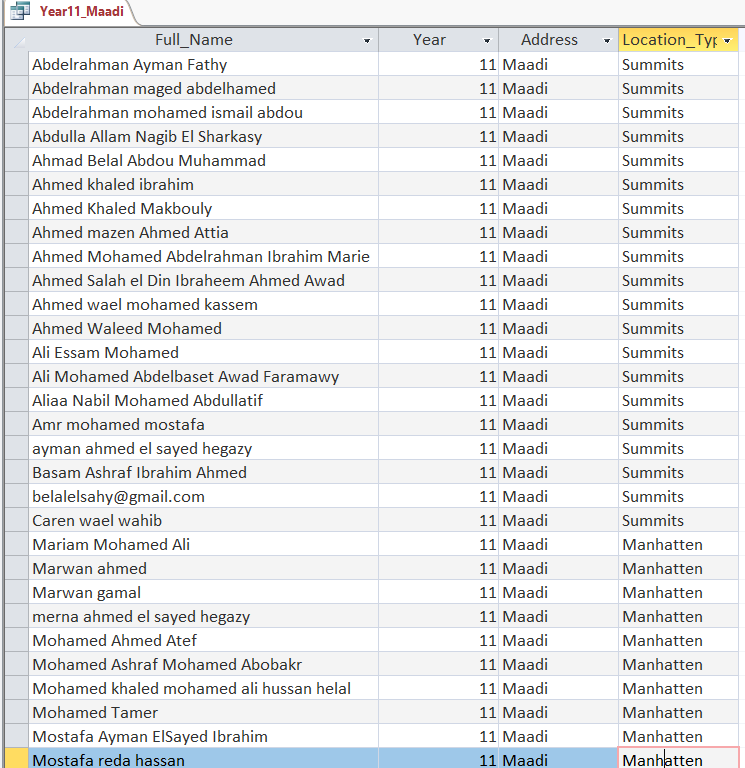 Year11_Maadi
Full_Name Year Address Location_Typ
Abdelrahman Ayman Fathy 11 Maadi Summits
Abdelrahman maged abdelhamed 11 Maadi Summits
Abdelrahman mohamed ismail abdou 11 Maadi Summits
Abdulla Allam Nagib El Sharkasy 11 Maadi Summits
Ahmad Belal Abdou Muhammad 11 Maadi Summits
Ahmed khaled ibrahim 11 Maadi Summits
Ahmed Khaled Makbouly 11 Maadi Summits
Ahmed mazen Ahmed Attia 11 Maadi Summits
Ahmed Mohamed Abdelrahman Ibrahim Marie 11 Maadi Summits
Ahmed Salah el Din Ibraheem Ahmed Awad 11 Maadi Summits
Ahmed wael mohamed kassem 11 Maadi Summits
Ahmed Waleed Mohamed 11 Maadi Summits
Ali Essam Mohamed 11 Maadi Summits
Ali Mohamed Abdelbaset Awad Faramawy 11 Maadi Summits
Aliaa Nabil Mohamed Abdullatif 11 Maadi Summits
Amr mohamed mostafa 11 Maadi Summits
ayman ahmed el sayed hegazy 11 Maadi Summits
Basam Ashraf Ibrahim Ahmed 11 Maadi Summits
belalelsahy@gmail.com 11 Maadi Summits
Caren wael wahib 11 Maadi Summits
Mariam Mohamed Ali 11 Maadi Manhatten
Marwan ahmed 11 Maadi Manhatten
Marwan gamal 11 Maadi Manhatten
merna ahmed el sayed hegazy 11 Maadi Manhatten
Mohamed Ahmed Atef 11 Maadi Manhatten
Mohamed Ashraf Mohamed Abobakr 11 Maadi Manhatten
Mohamed khaled mohamed ali hussan helal 11 Maadi Manhatten
Mohamed Tamer 11 Maadi Manhatten
Mostafa Ayman ElSayed Ibrahim 11 Maadi Manhatten
Mostafa reda hassan 11 Maadi Manhatten